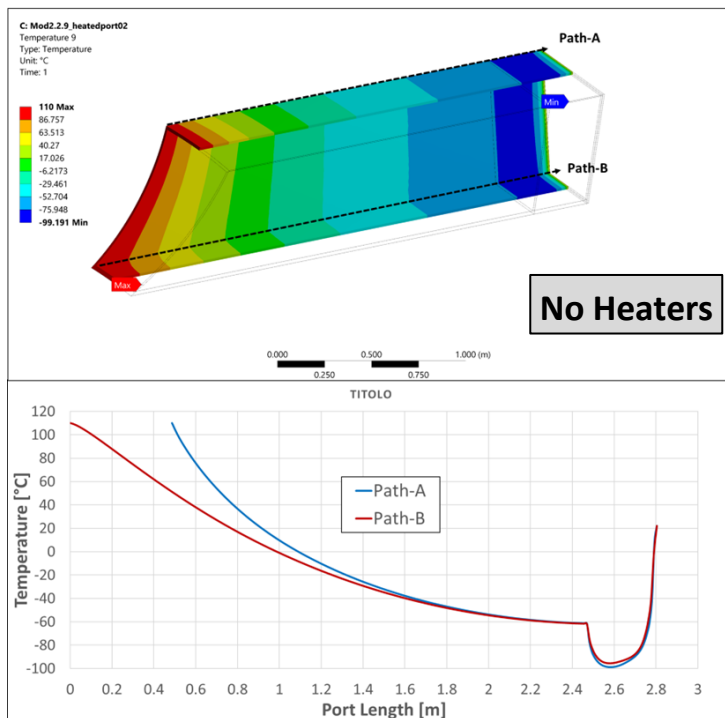 C: Mod2.2.9_heatedport02
Temperature 9
Type: Temperature
Unit: °C
Time: 1
110 Max
86.757
63.513
40.27
17.026
-6.2173
-29.461
-52.704
-75.948
-99.191 Min
Path-A
Min
Path-B
Max
No Heaters
0.000 0.500 1.000 (m)
0.250 0.750
TITOLO
Temperature [°C]
120
100
80
60
40
20
0
-20
-40
-60
-80
-100
Path-A
Path-B
0 0.2 0.4 0.6 0.8 1 1.2 1.4 1.6 1.8 2 2.2 2.4 2.6 2.8 3
Port Length [m]